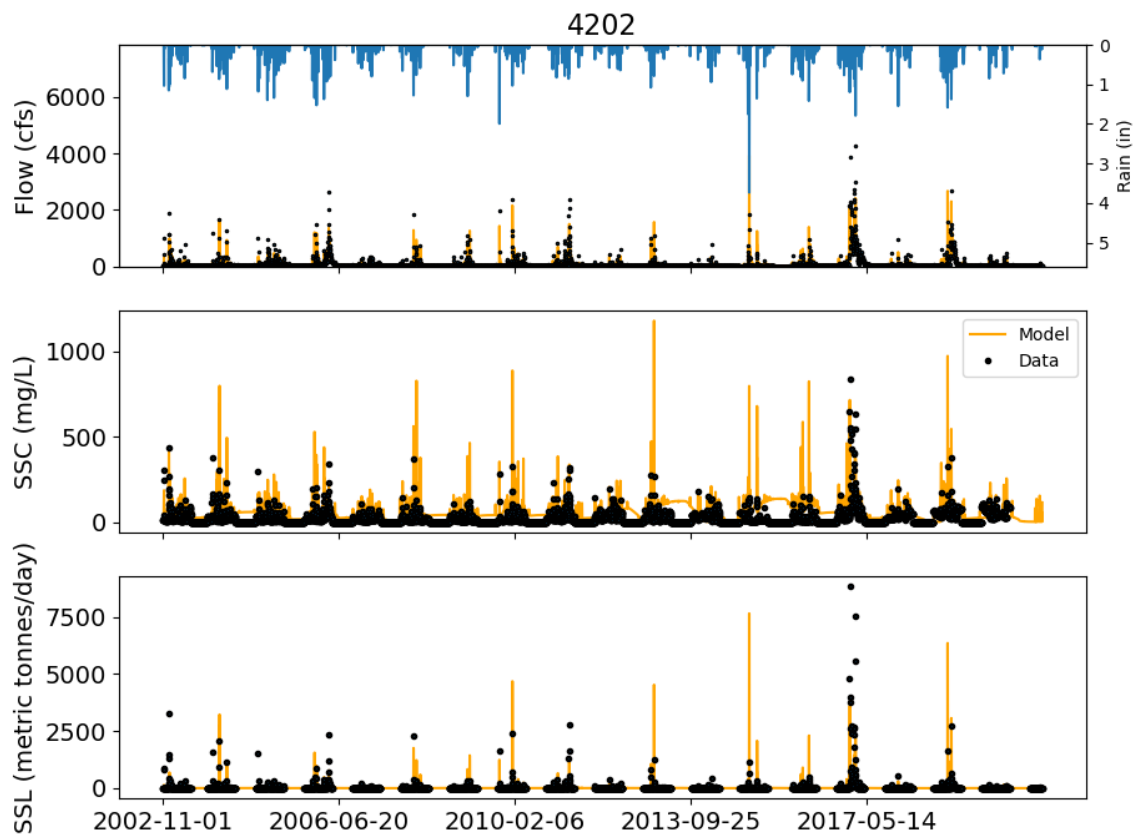 4202
Flow (cfs)
6000
4000
2000
0
0
1
2
3
4
5
Rain (in)
SSC (mg/L)
1000
500
0
Model
Data
SSL (metric tonnes/day)
7500
5000
2500
0
2002-11-01 2006-06-20 2010-02-06 2013-09-25 2017-05-14